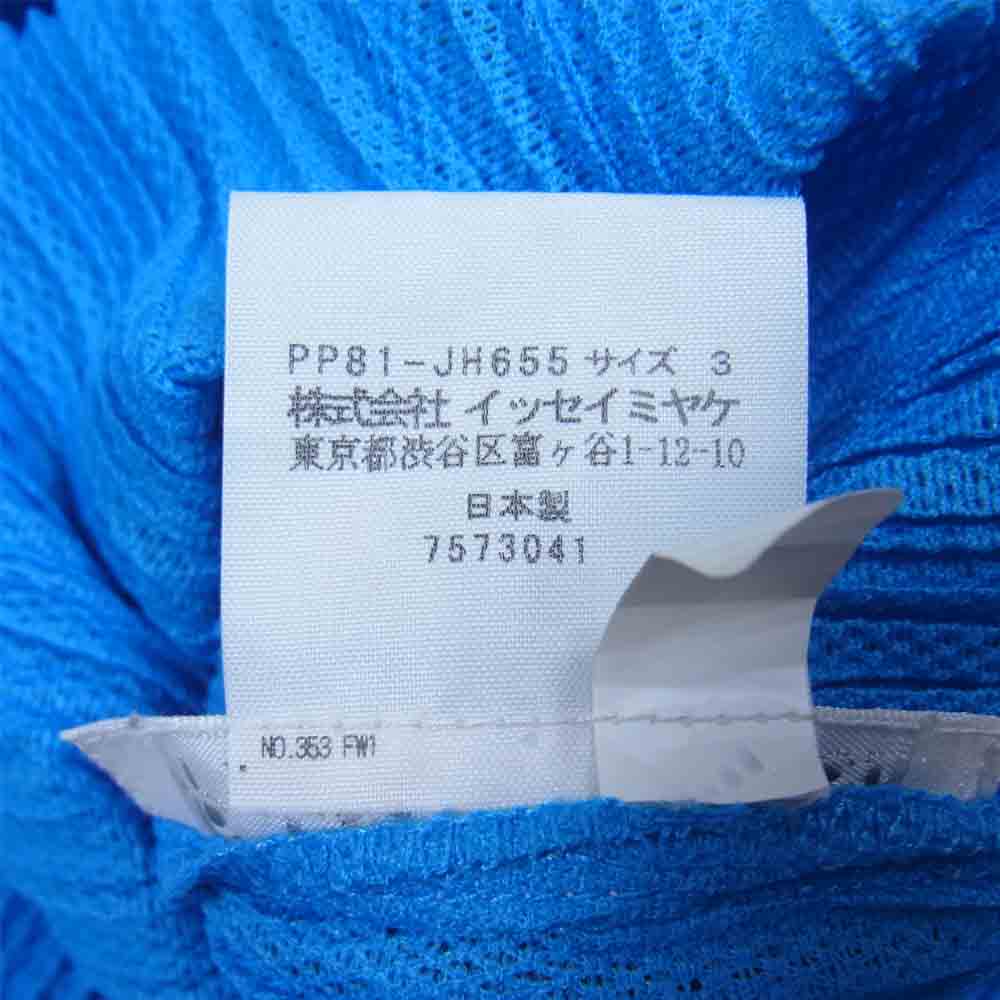 PP81-JH655 サイズ 3
株式会社 イッセイミヤケ
東京都渋谷区富ヶ谷1-12-10
日本製
7573041
NO.353 FW1